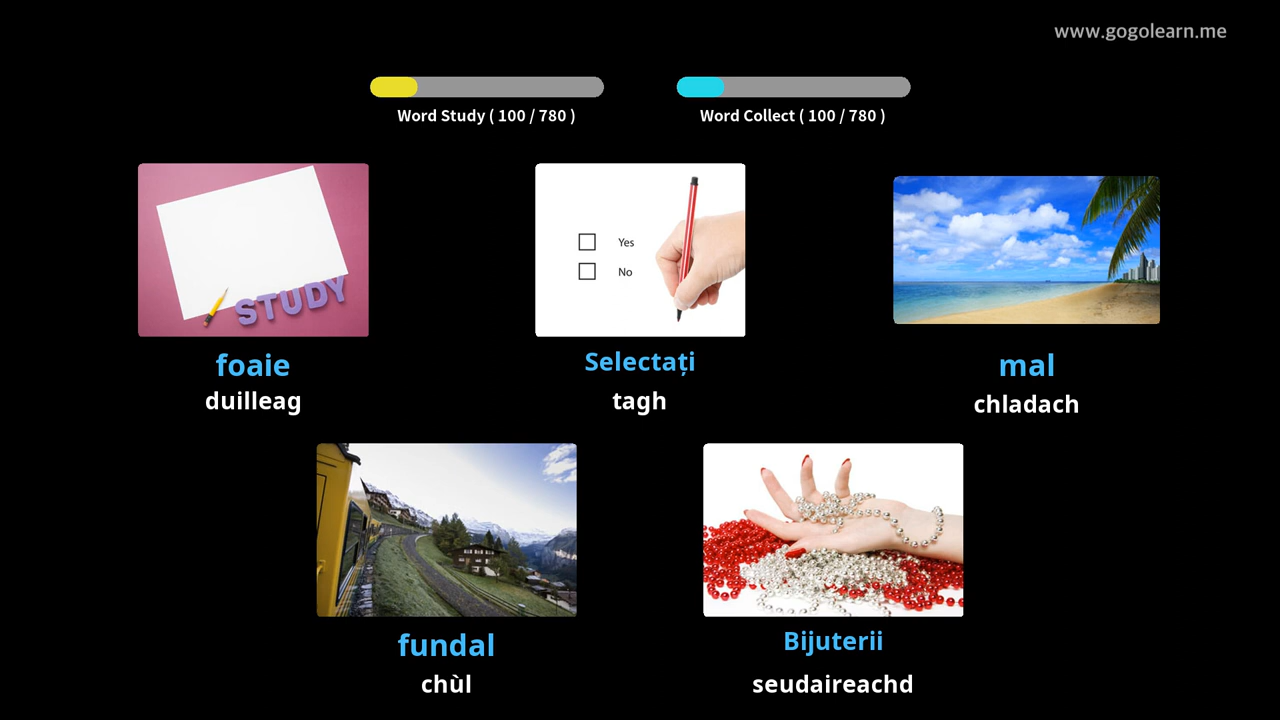 www.gogolearn.me
Word Study ( 100 / 780 )
Word Collect ( 100 / 780 )
STUDY
Yes
No
foaie
duilleag
Selectați
tagh
mal
chladach
fundal
chùl
Bijuterii
seudaireachd